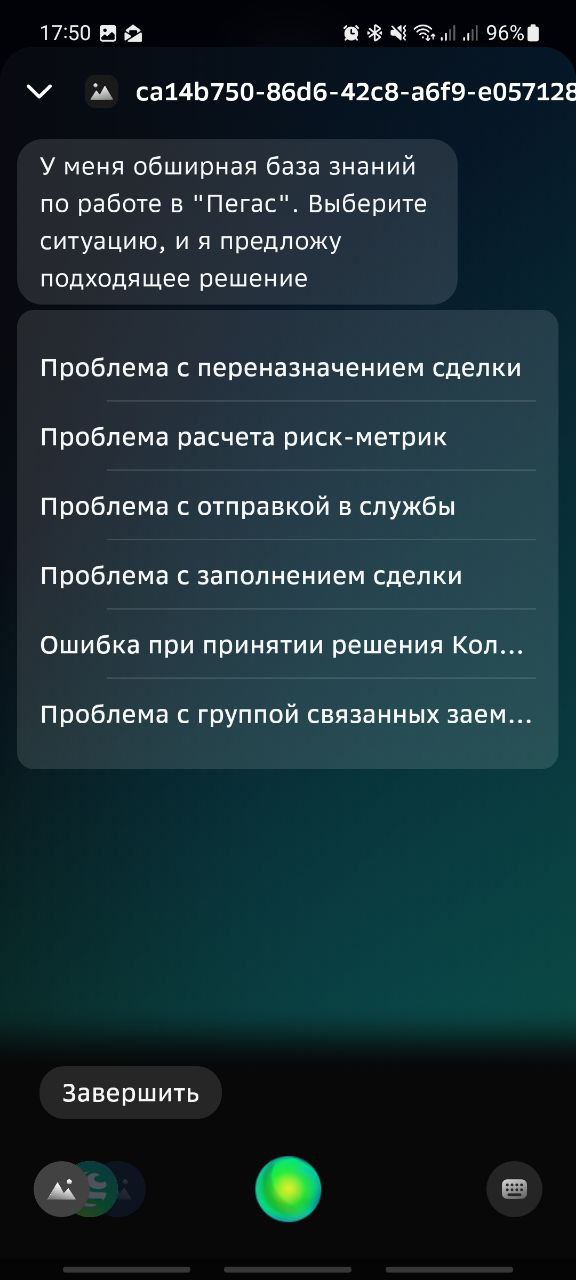 17:50 96%
ca14b750-86d6-42c8-a6f9-e057128
У меня обширная база знаний
по работе в "Пегас". Выберите
ситуацию, и я предложу
подходящее решение
Проблема с переназначением сделки
Проблема расчета риск-метрик
Проблема с отправкой в службы
Проблема с заполнением сделки
Ошибка при принятии решения Кол...
Проблема с группой связанных заем...
Завершить